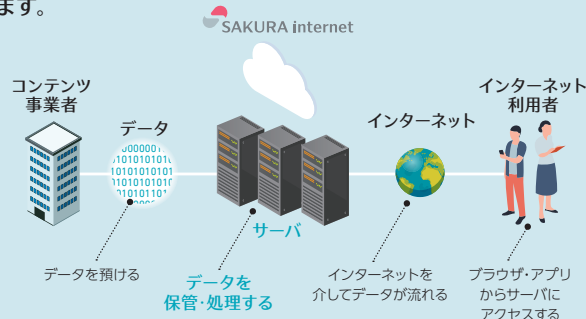 ます。
SAKURA internet
コンテンツ
事業者
データ
サーバ
インターネット
インターネット
利用者
データを預ける
データを
保管・処理する
インターネットを
介してデータが流れる
ブラウザ・アプリ
からサーバに
アクセスする